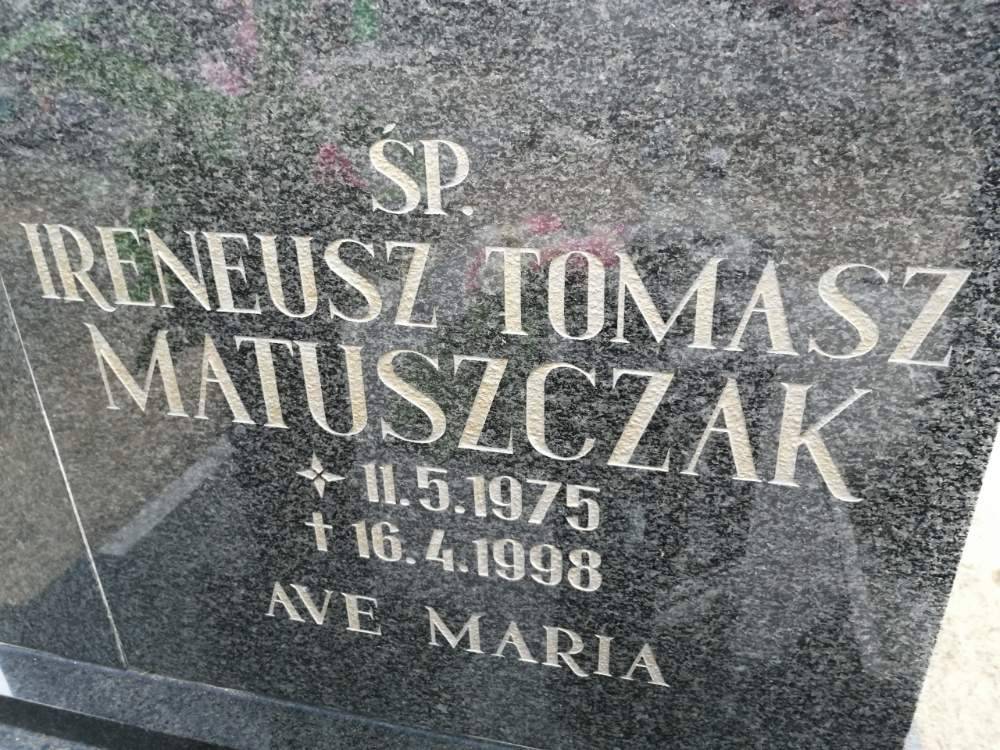 ŚP.
IRENEUSZ TOMASZ
MATUSZCZAK
11.5.1975
✝ 16.4.1998
AVE MARIA